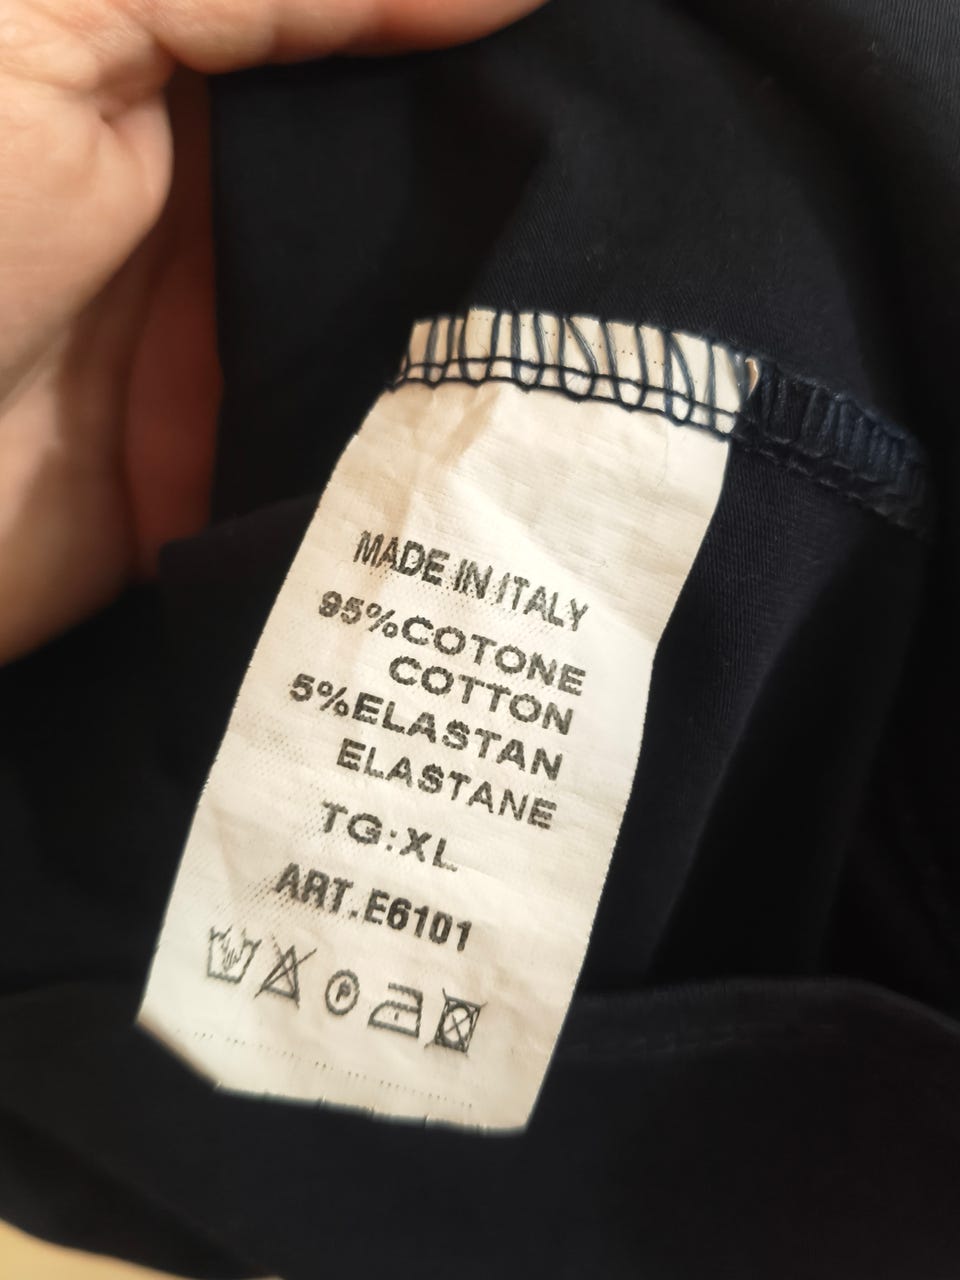 MADE IN ITALY
95%COTONE
COTTON
5%ELASTAN
ELASTANE
TG:XL
ART.E6101
P